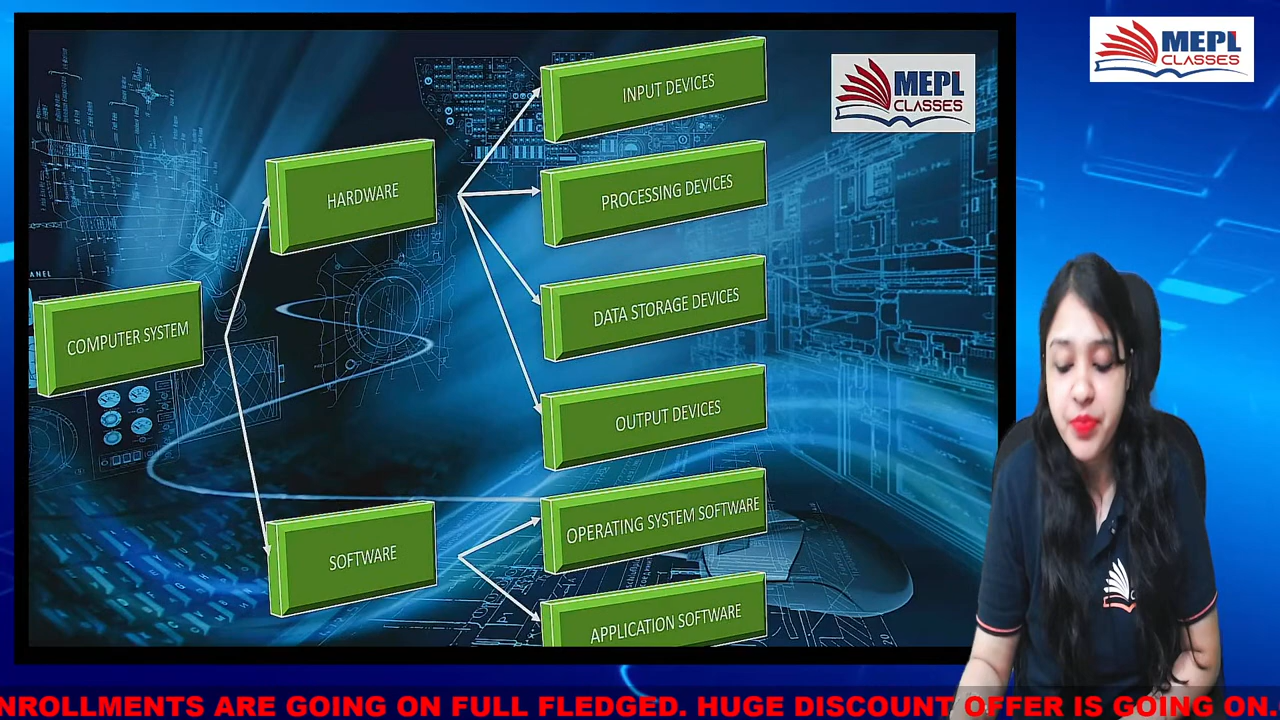 INPUT DEVICES
MEPL
CLASSES
MEPL
CLASSES
HARDWARE
PROCESSING DEVICES
ANEL
COMPUTER SYSTEM
DATA STORAGE DEVICES
OUTPUT DEVICES
SOFTWARE
OPERATING SYSTEM SOFTWARE
APPLICATION SOFTWARE
NROLLMENTS ARE GOING ON FULL FLEDGED. HUGE DISCOUNT OFFER IS GOING ON.